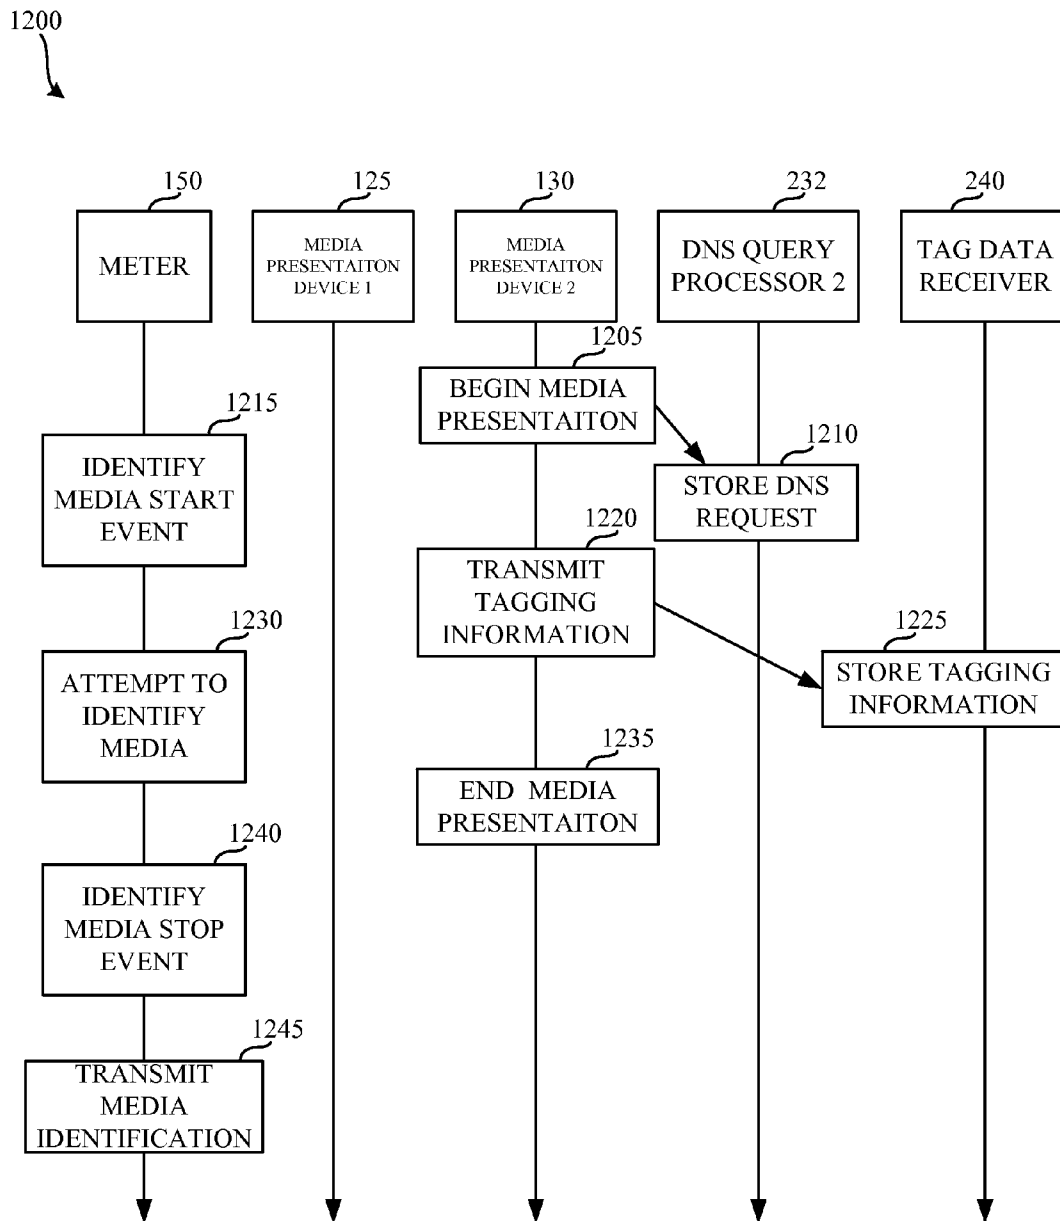 1200
150
125
130
232
240
METER
MEDIA
PRESENTAITON
DEVICE 1
MEDIA
PRESENTAITON
DEVICE 2
DNS QUERY
PROCESSOR 2
TAG DATA
RECEIVER
1205
BEGIN MEDIA
PRESENTAITON
1215
IDENTIFY
MEDIA START
EVENT
1210
STORE DNS
REQUEST
1220
TRANSMIT
TAGGING
INFORMATION
1230
ATTEMPT TO
IDENTIFY
MEDIA
1225
STORE TAGGING
INFORMATION
1235
END MEDIA
PRESENTAITON
1240
IDENTIFY
MEDIA STOP
EVENT
1245
TRANSMIT
MEDIA
IDENTIFICATION